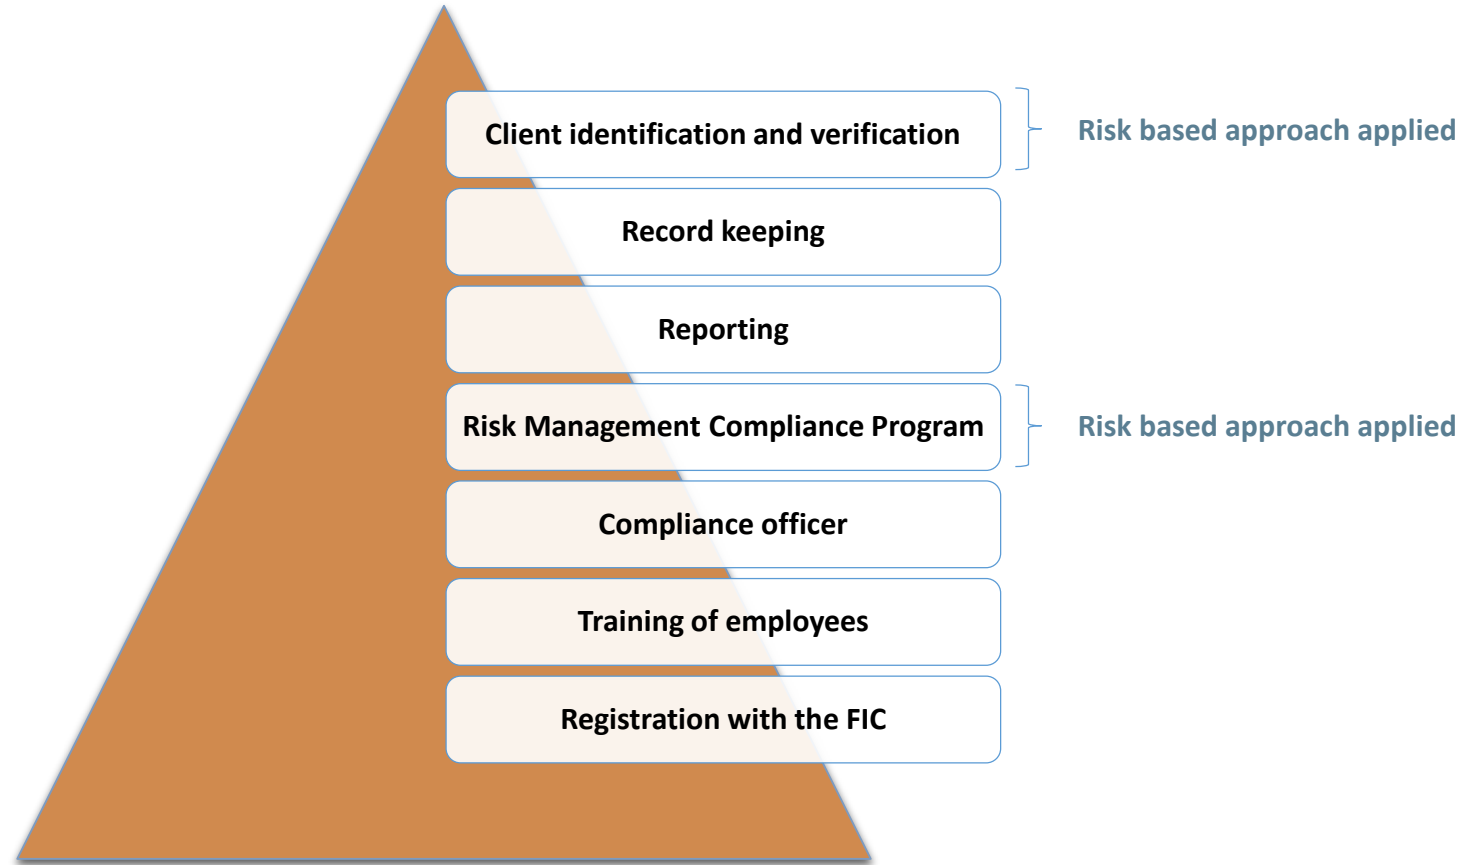 Client identification and verification
Risk based approach applied
Record keeping
Reporting
Risk Management Compliance Program
Risk based approach applied
Compliance officer
Training of employees
Registration with the FIC